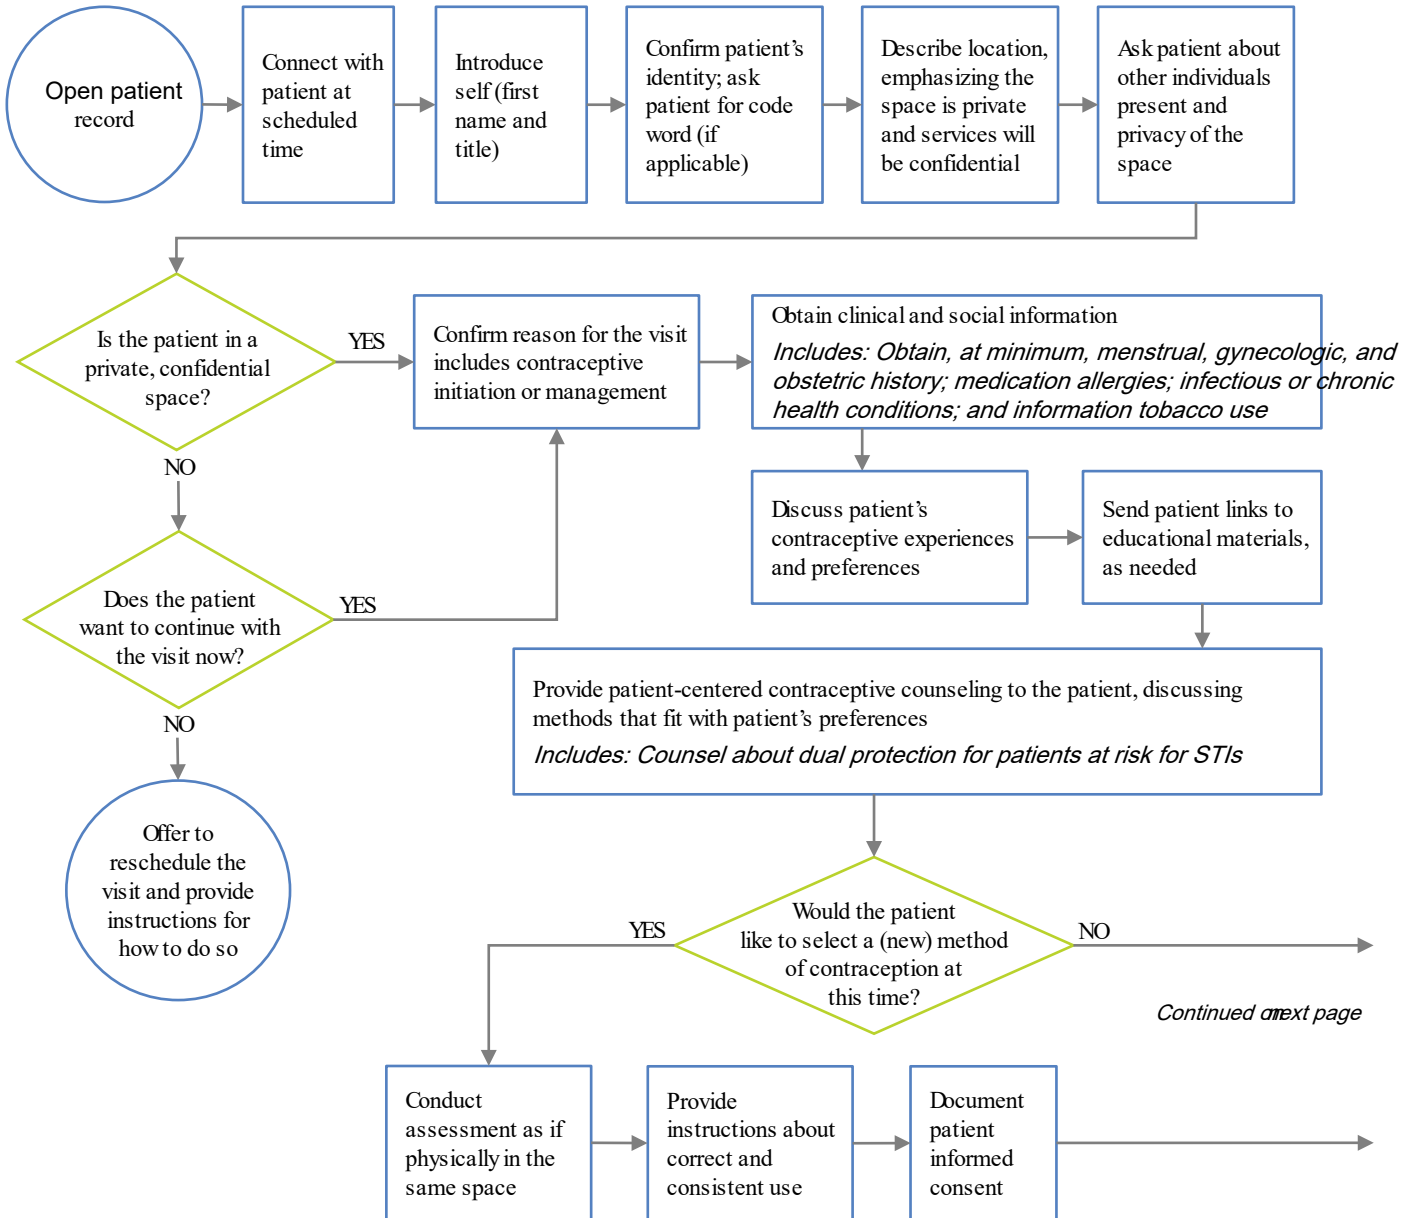 Open patient
record
Connect with
patient at
scheduled
time
Introduce
self (first
name and
title)
Confirm patient's
identity; ask
patient for code
word (if
applicable)
Describe location,
emphasizing the
space is private
and services will
be confidential
Ask patient about
other individuals
present and
privacy of the
space
Is the patient in a
private, confidential
space?
YES
NO
Confirm reason for the visit
includes contraceptive
initiation or management
Obtain clinical and social information
Includes: Obtain, at minimum, menstrual, gynecologic, and
obstetric history; medication allergies; infectious or chronic
health conditions; and information tobacco use
Discuss patient's
contraceptive experiences
and preferences
Send patient links to
educational materials,
as needed
Does the patient
want to continue with
the visit now?
YES
NO
Provide patient-centered contraceptive counseling to the patient, discussing
methods that fit with patient's preferences
Includes: Counsel about dual protection for patients at risk for STIs
Offer to
reschedule the
visit and provide
instructions for
how to do so
Would the patient
like to select a (new) method
of contraception at
this time?
YES
NO
Continued on next page
Conduct
assessment as if
physically in the
same space
Provide
instructions about
correct and
consistent use
Document
patient
informed
consent